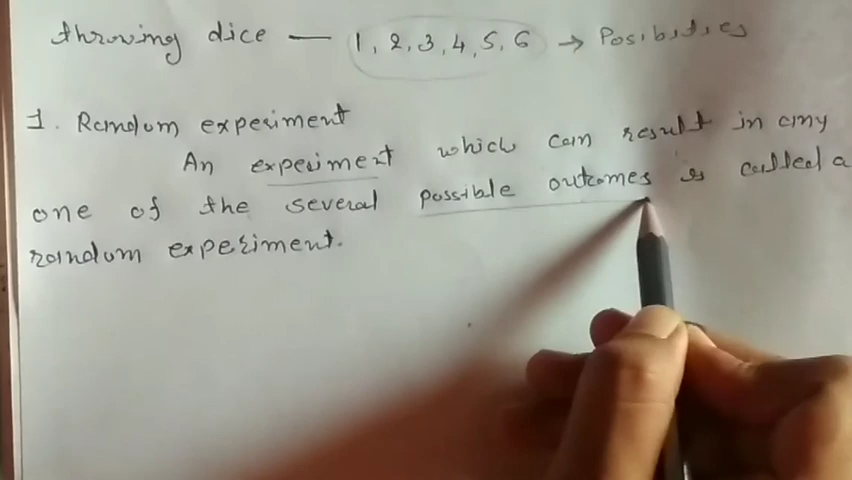 throwing dice — 1, 2, 3, 4, 5, 6 → Posibities
1. Random experiment
An experiment which can result in any
one of the several possible outcomes is called a
random experiment.